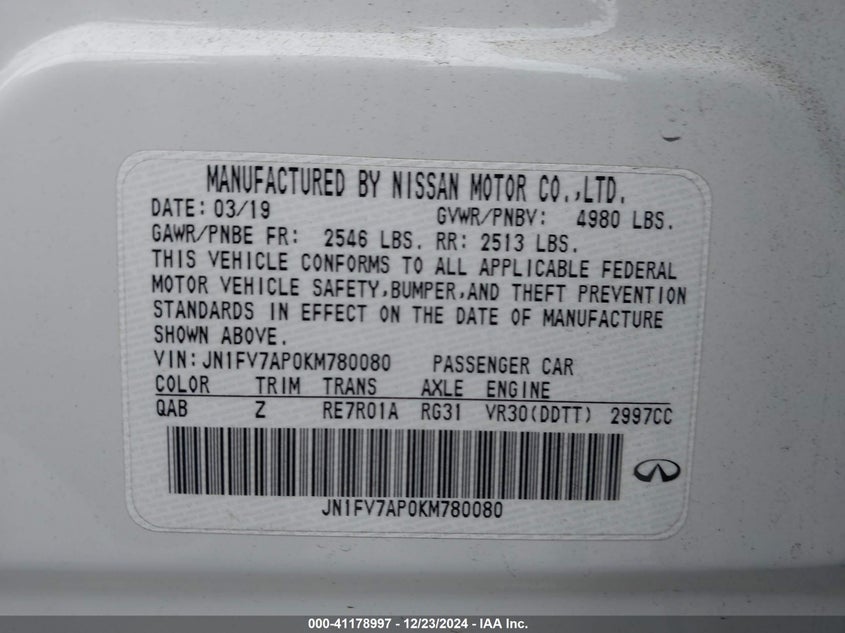 MANUFACTURED BY NISSAN MOTOR CO.,LTD.
DATE: 03/19 GVWR/PNBV: 4980 LBS.
GAWR/PNBE FR: 2546 LBS. RR: 2513 LBS.
THIS VEHICLE CONFORMS TO ALL APPLICABLE FEDERAL
MOTOR VEHICLE SAFETY,BUMPER,AND THEFT PREVENTION
STANDARDS IN EFFECT ON THE DATE OF MANUFACTURE
SHOWN ABOVE.
VIN:JN1FV7AP0KM780080 PASSENGER CAR
COLOR TRIM TRANS AXLE ENGINE
QAB Z RE7R01A RG31 VR30(DDTT) 2997CC
JN1FV7AP0KM780080
000-41178997 - 12/23/2024 - IAA Inc.